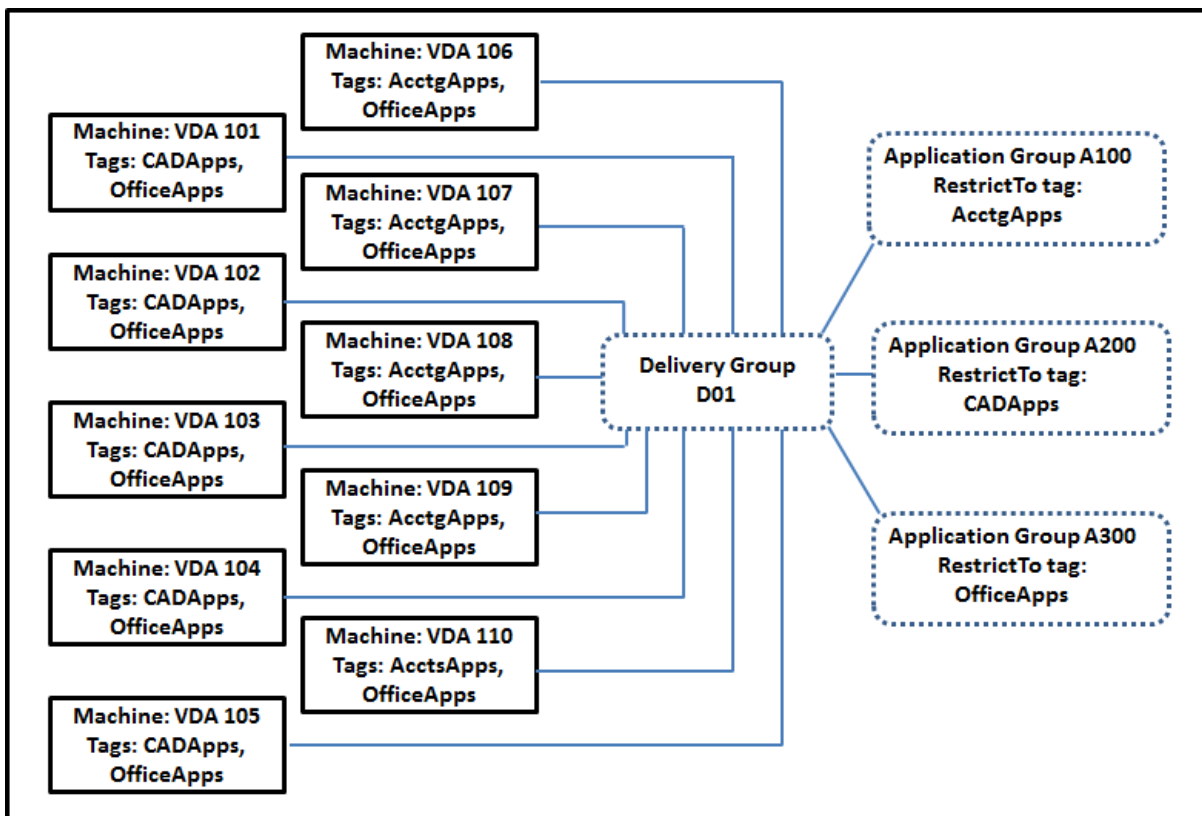 Machine: VDA 106
Tags: AcctgApps,
OfficeApps
Machine: VDA 101
Tags: CADApps,
OfficeApps
Machine: VDA 107
Tags: AcctgApps,
OfficeApps
Machine: VDA 102
Tags: CADApps,
OfficeApps
Machine: VDA 108
Tags: AcctgApps,
OfficeApps
Machine: VDA 103
Tags: CADApps,
OfficeApps
Machine: VDA 109
Tags: AcctgApps,
OfficeApps
Machine: VDA 104
Tags: CADApps,
OfficeApps
Machine: VDA 110
Tags: AcctsApps,
OfficeApps
Machine: VDA 105
Tags: CADApps,
OfficeApps
Delivery Group
D01
Application Group A100
RestrictTo tag:
AcctgApps
Application Group A200
RestrictTo tag:
CADApps
Application Group A300
RestrictTo tag:
OfficeApps